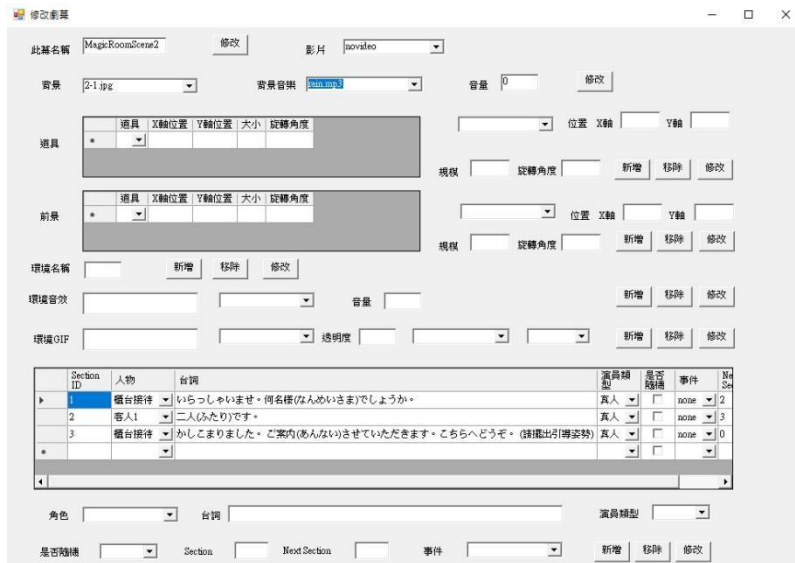 修改劇幕
此幕名稱 MagicRoomScene2 修改 影片 novideo
背景 2-1.jpg 背景音樂 rain.mp3 音量 0 修改
道具 X軸位置 Y軸位置 大小 旋轉角度
道具 * 位置 X軸 Y軸
規模 旋轉角度 新增 移除 修改
道具 X軸位置 Y軸位置 大小 旋轉角度
前景 * 位置 X軸 Y軸
規模 旋轉角度 新增 移除 修改
環境名稱 新增 移除 修改
環境音效 音量 新增 移除 修改
環境GIF 透明度 新增 移除 修改
Section ID 人物 台詞 演員類型 是否隨機 事件 Ne Sec
1 櫃台接待 いらっしゃいませ。何名様(なんめいさま)でしょうか。 真人 none 2
2 客人1 二人(ふたり)です。 真人 none 3
3 櫃台接待 かしこまりました。ご案内(あんない)させていただきます。こちらへどうぞ。(請擺出引導姿勢) 真人 none 0
*
角色 台詞 演員類型
是否隨機 Section Next Section 事件 新增 移除 修改